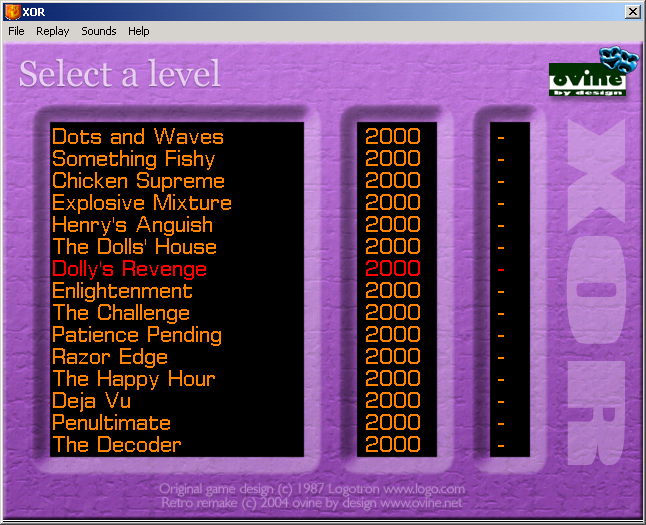 XOR
File Replay Sounds Help
Select a level
ovine
by design
Dots and Waves 2000 -
Something Fishy 2000 -
Chicken Supreme 2000 -
Explosive Mixture 2000 -
Henry's Anguish 2000 -
The Dolls' House 2000 -
Dolly's Revenge 2000 -
Enlightenment 2000 -
The Challenge 2000 -
Patience Pending 2000 -
Razor Edge 2000 -
The Happy Hour 2000 -
Deja Vu 2000 -
Penultimate 2000 -
The Decoder 2000 -
XOR
Original game design (c) 1987 Logotron www.logo.com
Retro remake (c) 2004 ovine by design www.ovine.net